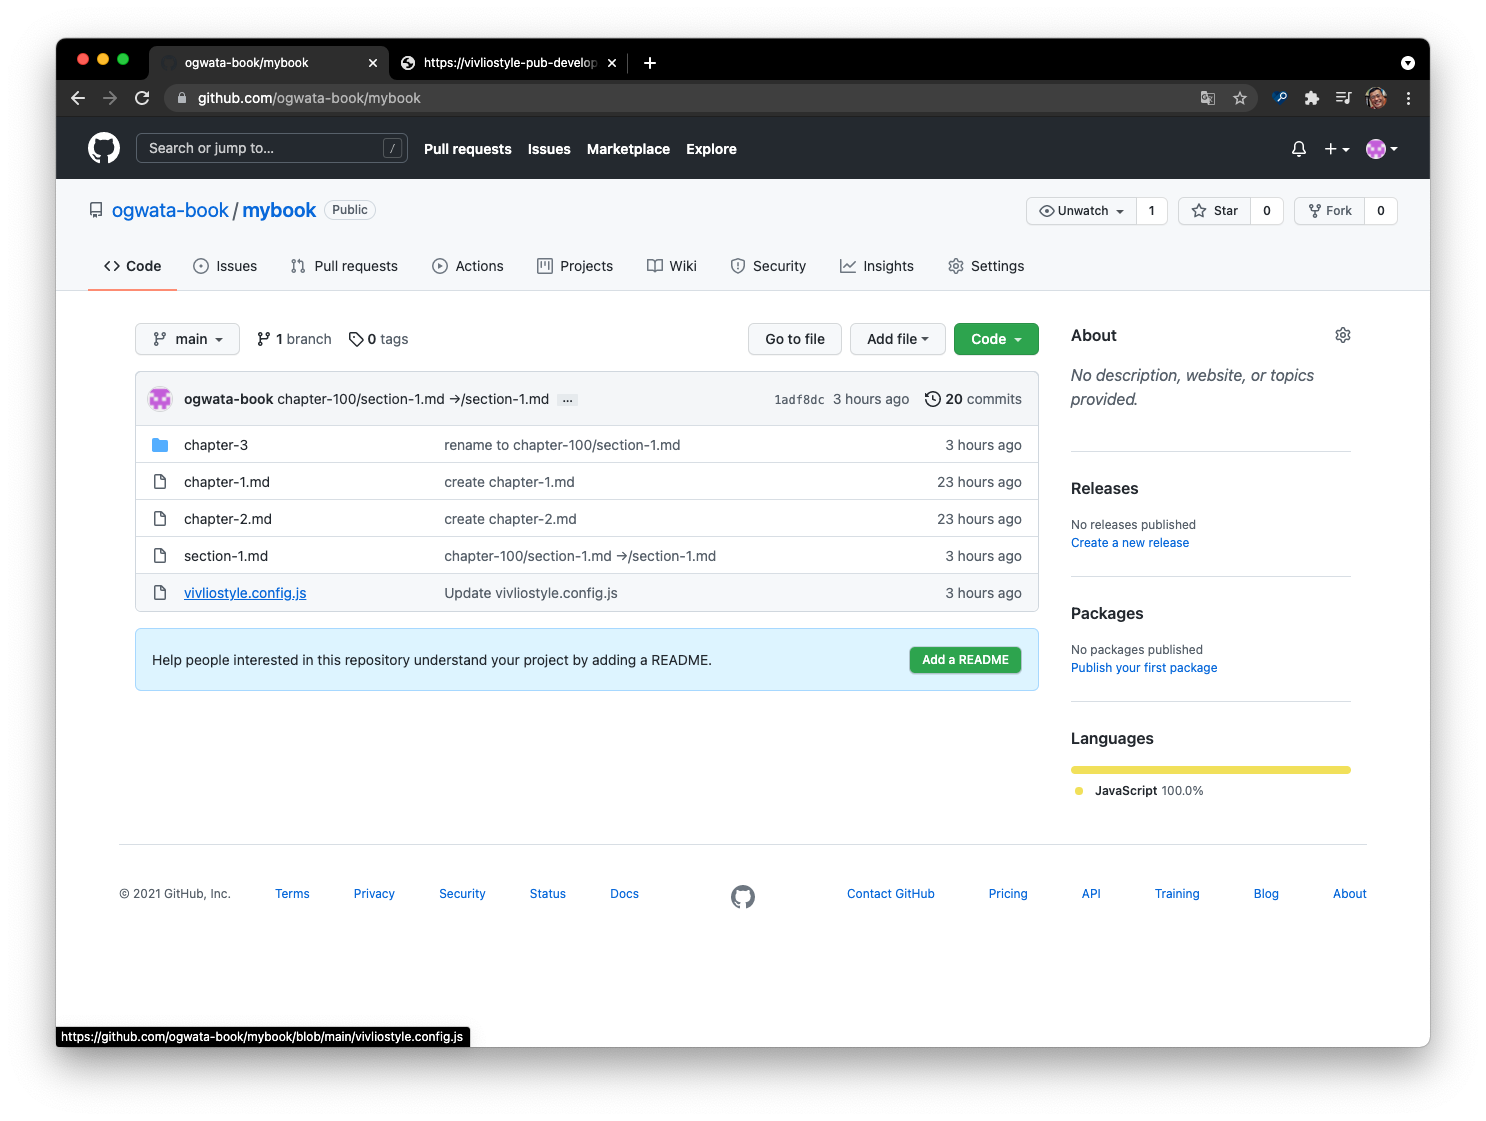 ogwata-book/mybook
https://vivliostyle-pub-develop
github.com/ogwata-book/mybook
Search or jump to... /
Pull requests Issues Marketplace Explore
ogwata-book / mybook Public
Unwatch 1 Star 0 Fork 0
Code Issues Pull requests Actions Projects Wiki Security Insights Settings
main 1 branch 0 tags Go to file Add file Code
ogwata-book chapter-100/section-1.md →/section-1.md ... 1adf8dc 3 hours ago 20 commits
chapter-3 rename to chapter-100/section-1.md 3 hours ago
chapter-1.md create chapter-1.md 23 hours ago
chapter-2.md create chapter-2.md 23 hours ago
section-1.md chapter-100/section-1.md →/section-1.md 3 hours ago
vivliostyle.config.js Update vivliostyle.config.js 3 hours ago
Help people interested in this repository understand your project by adding a README. Add a README
About
No description, website, or topics
provided.
Releases
No releases published
Create a new release
Packages
No packages published
Publish your first package
Languages
JavaScript 100.0%
© 2021 GitHub, Inc. Terms Privacy Security Status Docs Contact GitHub Pricing API Training Blog About
https://github.com/ogwata-book/mybook/blob/main/vivliostyle.config.js